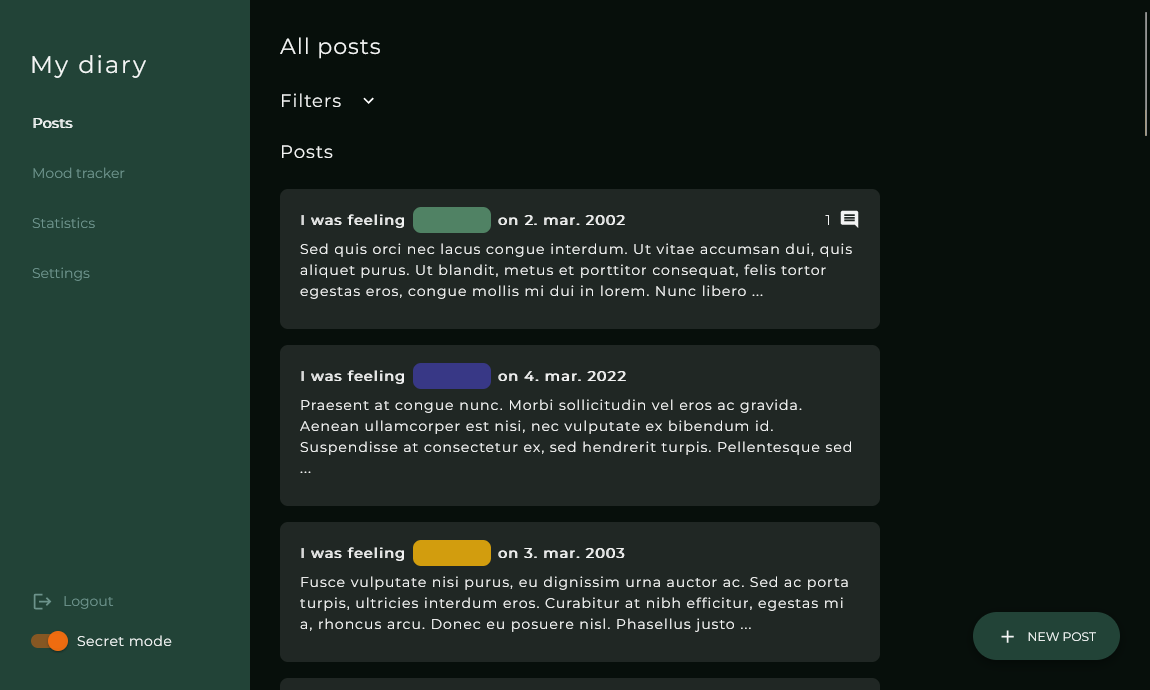 My diary
Posts
Mood tracker
Statistics
Settings
Logout
Secret mode
All posts
Filters
Posts
I was feeling on 2. mar. 2002 1
Sed quis orci nec lacus congue interdum. Ut vitae accumsan dui, quis
aliquet purus. Ut blandit, metus et porttitor consequat, felis tortor
egestas eros, congue mollis mi dui in lorem. Nunc libero ...
I was feeling on 4. mar. 2022
Praesent at congue nunc. Morbi sollicitudin vel eros ac gravida.
Aenean ullamcorper est nisi, nec vulputate ex bibendum id.
Suspendisse at consectetur ex, sed hendrerit turpis. Pellentesque sed
...
I was feeling on 3. mar. 2003
Fusce vulputate nisi purus, eu dignissim urna auctor ac. Sed ac porta
turpis, ultricies interdum eros. Curabitur at nibh efficitur, egestas mi
a, rhoncus arcu. Donec eu posuere nisl. Phasellus justo ...
NEW POST